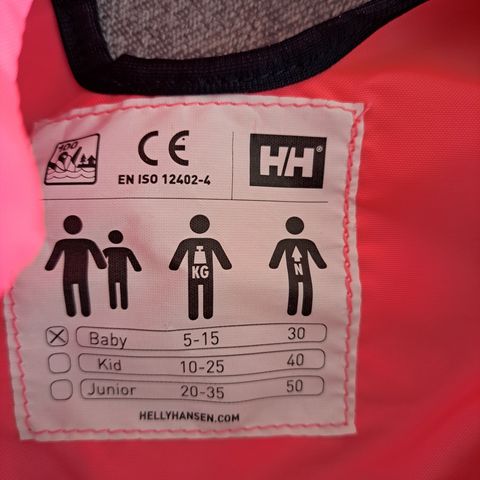 100
CE
EN ISO 12402-4
HH®
KG
N
Baby 5-15 30
Kid 10-25 40
Junior 20-35 50
HELLYHANSEN.COM